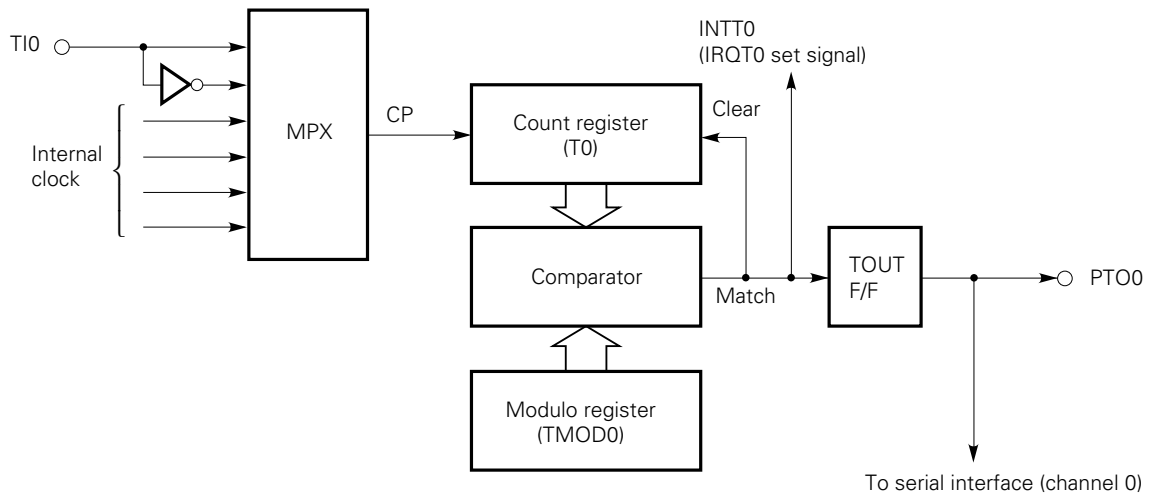 INTT0
(IRQT0 set signal)
TI0
MPX
CP
Count register
(T0)
Clear
Internal
clock
Comparator
Match
TOUT
F/F
PTO0
Modulo register
(TMOD0)
To serial interface (channel 0)